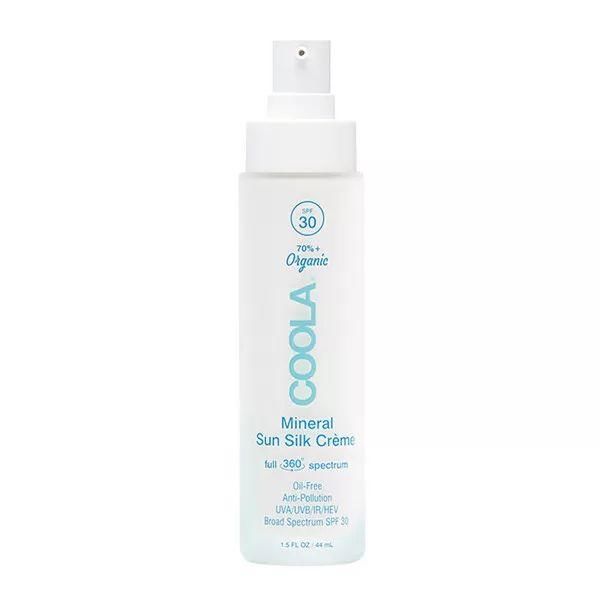 SPF
30
70%+
Organic
COOLA®
Mineral
Sun Silk Crème
full 360° spectrum
Oil-Free
Anti-Pollution
UVA/UVB/IR/HEV
Broad Spectrum SPF 30
1.5 FL OZ / 44 mL